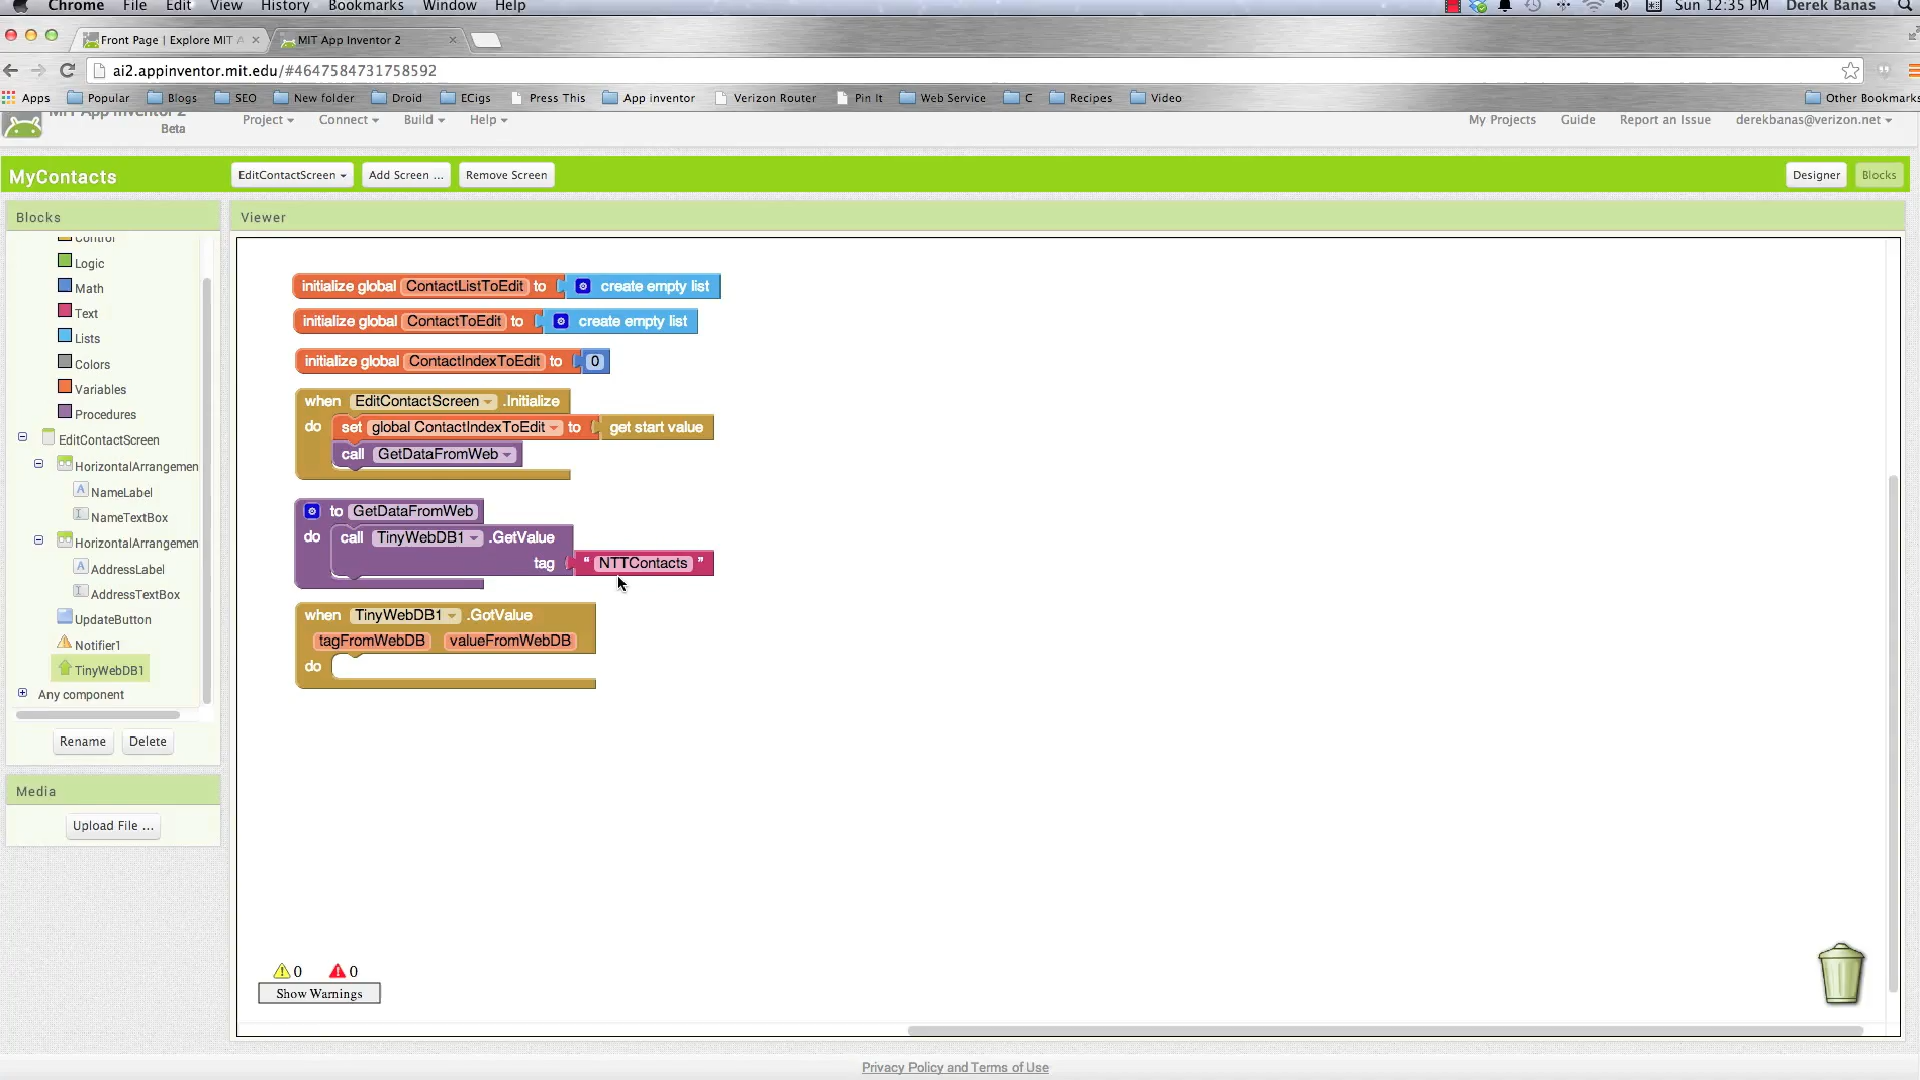 Chrome File Edit View History Bookmarks Window Help Sun 12:35 PM Derek Banas
Front Page | Explore MIT A MIT App Inventor 2
ai2.appinventor.mit.edu/#4647584731758592
Apps Popular Blogs SEO New folder Droid ECigs Press This App inventor Verizon Router Pin It Web Service C Recipes Video Other Bookmarks
MIT App Inventor 2
Beta
Project Connect Build Help My Projects Guide Report an Issue derekbanas@verizon.net
MyContacts EditContactScreen Add Screen ... Remove Screen Designer Blocks
Blocks
Control
Logic
Math
Text
Lists
Colors
Variables
Procedures
EditContactScreen
HorizontalArrangemen
NameLabel
NameTextBox
HorizontalArrangemen
AddressLabel
AddressTextBox
UpdateButton
Notifier1
TinyWebDB1
Any component
Rename Delete
Media
Upload File ...
Viewer
initialize global ContactListToEdit to create empty list
initialize global ContactToEdit to create empty list
initialize global ContactIndexToEdit to 0
when EditContactScreen .Initialize
do set global ContactIndexToEdit to get start value
call GetDataFromWeb
to GetDataFromWeb
do call TinyWebDB1 .GetValue
tag " NTTContacts "
when TinyWebDB1 .GotValue
tagFromWebDB valueFromWebDB
do
0 0
Show Warnings
Privacy Policy and Terms of Use